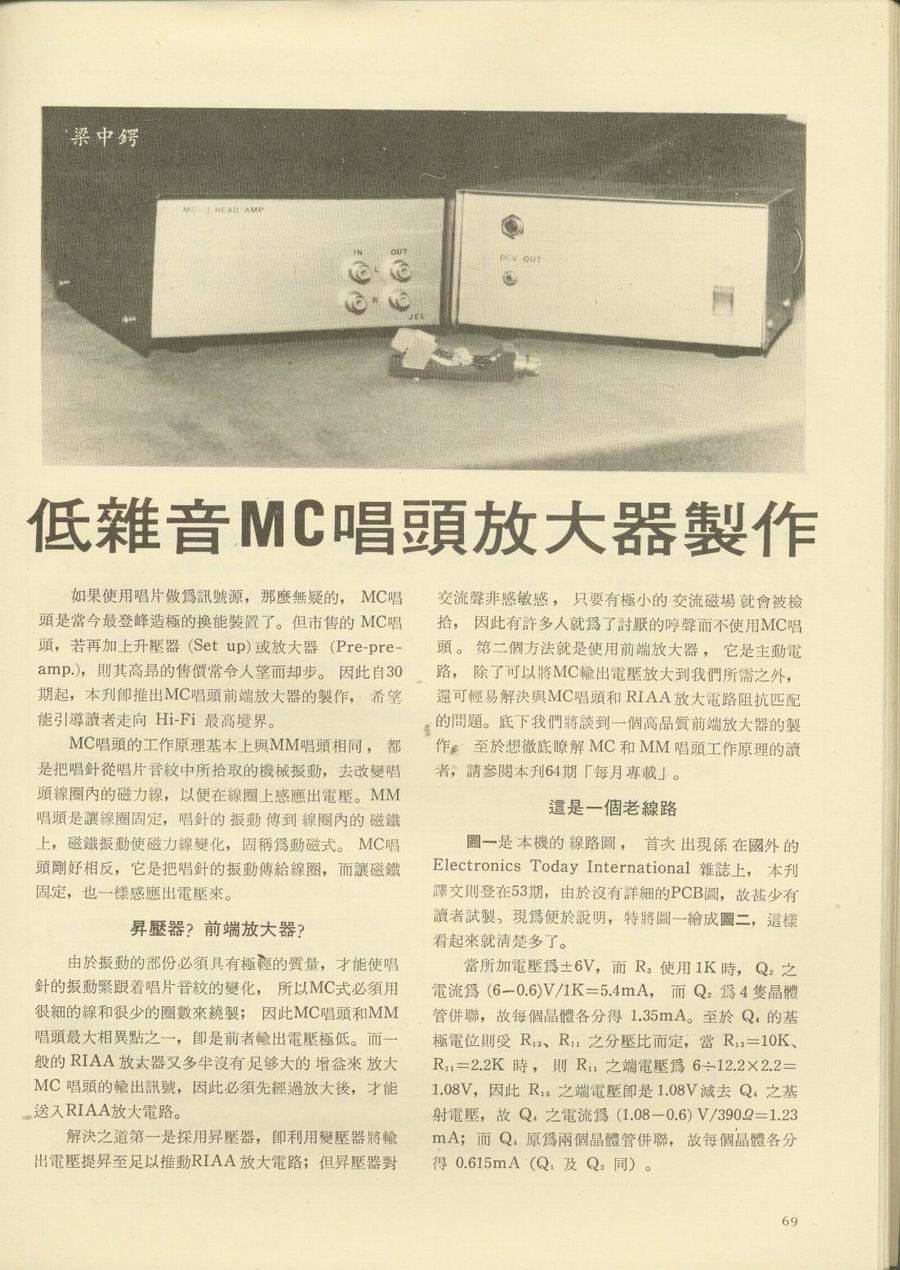 梁中鍔
MC-1 HEAD AMP
IN OUT
L
R
JEL
DCV OUT
低雜音MC唱頭放大器製作
如果使用唱片做爲訊號源，那麼無疑的， MC唱
頭是當今最登峰造極的換能裝置了。但市售的 MC唱
頭，若再加上升壓器 (Set up)或放大器 (Pre-pre-
amp.)，則其高昻的售價常令人望而却步。 因此自30
期起，本刋卽推出MC唱頭前端放大器的製作， 希望
能引導讀者走向 Hi-Fi 最高境界。
MC唱頭的工作原理基本上與MM唱頭相同， 都
是把唱針從唱片音紋中所拾取的機械振動，去改變唱
頭線圈內的磁力線，以便在線圈上感應出電壓。MM
唱頭是讓線圈固定，唱針的 振動 傳到 線圈內的 磁鐵
上，磁鐵振動使磁力線變化，固稱爲動磁式。 MC唱
頭剛好相反，它是把唱針的振動傳給線圈，而讓磁鐵
固定，也一樣感應出電壓來。
昇壓器？前端放大器？
由於振動的部份必須具有極輕的質量，才能使唱
針的振動緊跟着唱片音紋的變化， 所以MC式必須用
很細的線和很少的圈數來繞製； 因此MC唱頭和MM
唱頭最大相異點之一，卽是前者輸出電壓極低。而一
般的 RIAA 放大器又多半沒有 足够大的 增益來 放大
MC 唱頭的輸出訊號，因此必須先經過放大後，才能
送入RIAA放大電路。
解決之道第一是採用昇壓器，卽利用變壓器將輸
出電壓提昇至足以推動RIAA 放大電路；但昇壓器對
交流聲非感敏感， 只要有極小的 交流磁場 就會被檢
拾， 因此有許多人就爲了討厭的哼聲而不使用MC唱
頭 。 第二個方法就是使用前端放大器， 它是主動電
路， 除了可以將MC輸出電壓放大到我們所需之外，
還可輕易解決與MC唱頭和 RIAA 放大電路阻抗匹配
的問題。底下我們將談到一個高品質前端放大器的製
作。 至於想徹底瞭解 MC 和 MM 唱頭工作原理的讀
者，請參閱本刋64期「每月專載」。
這是一個老線路
圖一是 本機的 線路圖， 首次 出現係 在國外 的
Electronics Today International 雜誌上， 本刋
譯文則登在53期，由於沒有詳細的PCB圖，故甚少有
讀者試製。現爲便於說明，特將圖一繪成圖二，這樣
看起來就淸楚多了。
當所加電壓爲±6V，而 R₃ 使用 1K 時， Q₂ 之
電流爲 (6－0.6)V/1K=5.4mA， 而 Q₂ 爲 4 隻晶體
管併聯，故每個晶體各分得 1.35mA。至於 Q₄ 的基
極電位則受 R₁₃、R₁₁ 之分壓比而定，當 R₁₃=10K、
R₁₁=2.2K 時， 則 R₁₁ 之端電壓爲 6÷12.2×2.2=
1.08V，因此 R₁₅ 之端電壓卽是 1.08V減去 Q₄ 之基
射電壓，故 Q₄ 之電流爲 (1.08－0.6) V/390Ω=1.23
mA；而 Q₄ 原爲兩個晶體管併聯， 故每個晶體各分
得 0.615mA (Q₁ 及 Q₃ 同) 。
69